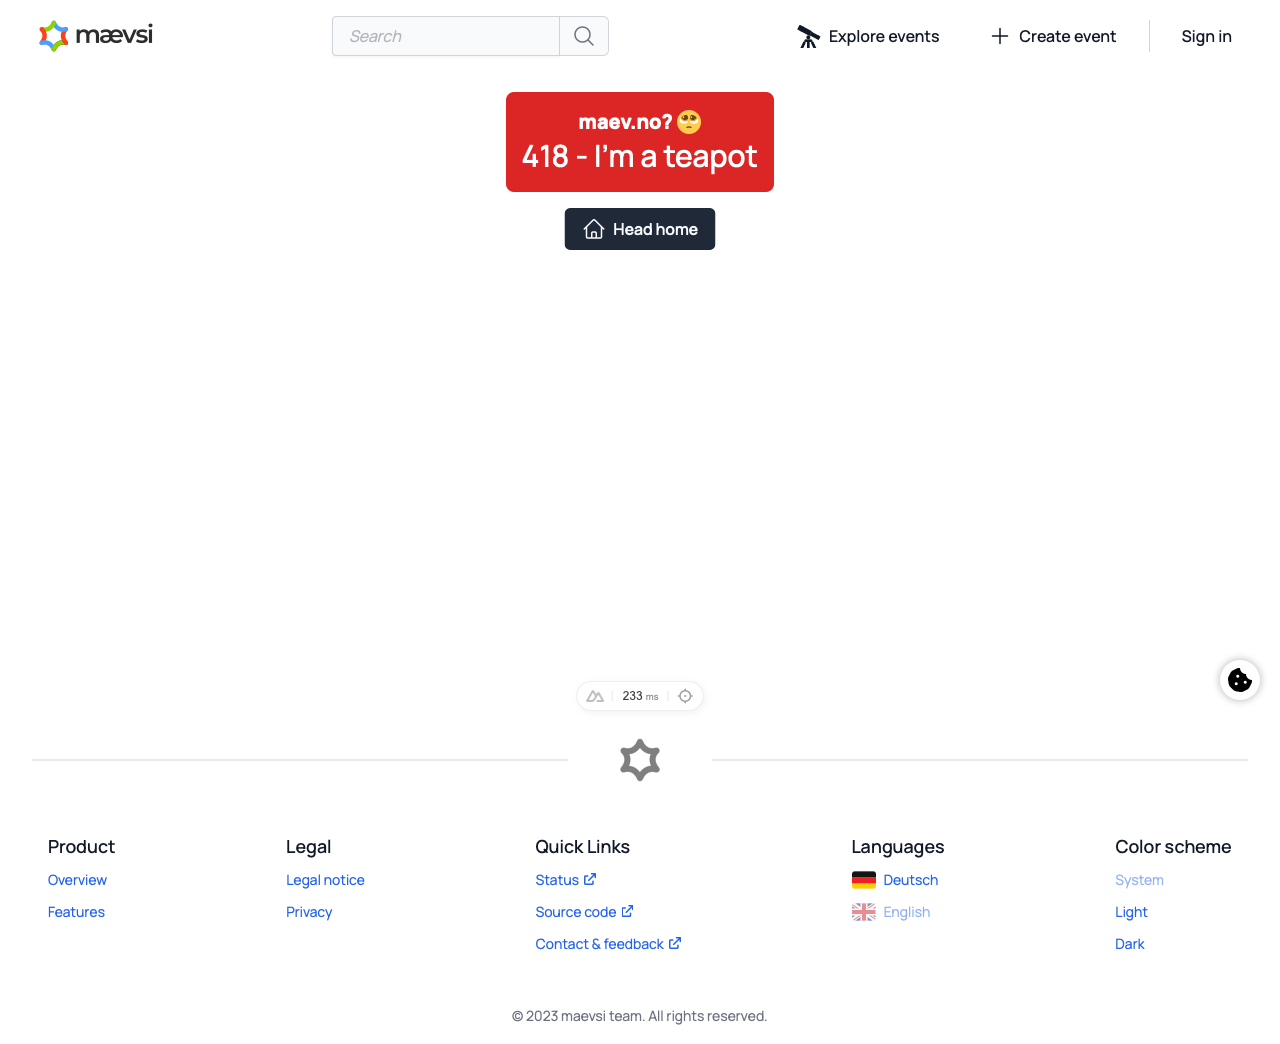 mævsi
Search
Explore events
Create event
Sign in
maev.no? 🙄
418 - I'm a teapot
Head home
233 ms
Product
Overview
Features
Legal
Legal notice
Privacy
Quick Links
Status
Source code
Contact & feedback
Languages
Deutsch
English
Color scheme
System
Light
Dark
© 2023 maevsi team. All rights reserved.